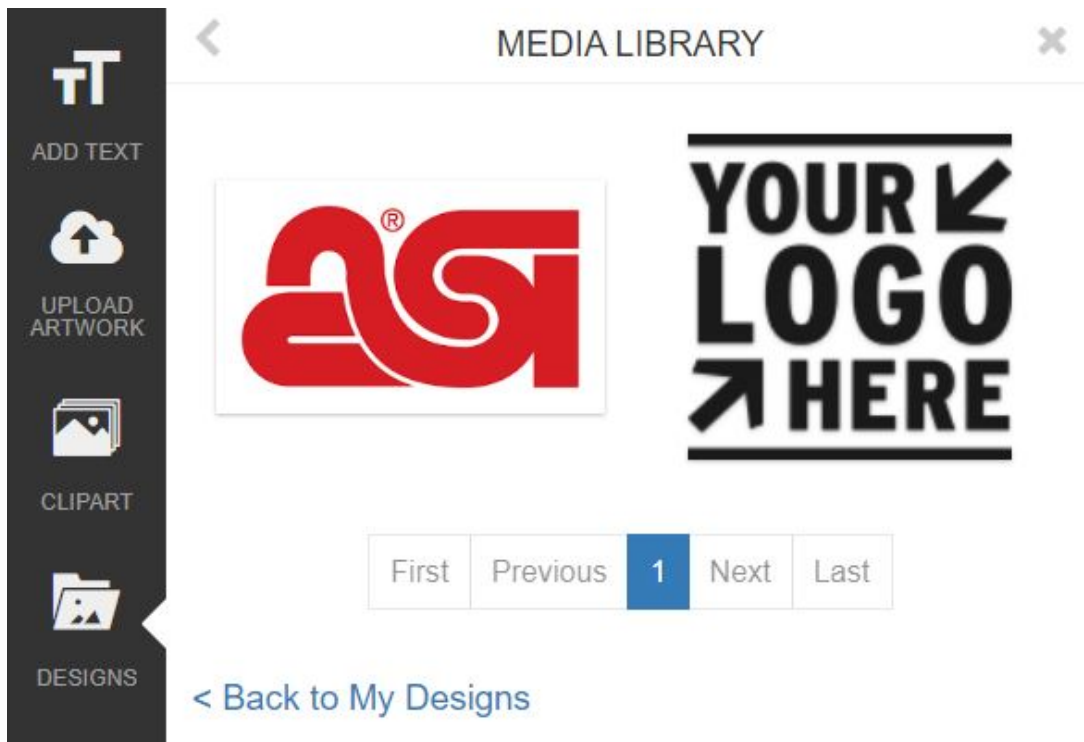 MEDIA LIBRARY
ADD TEXT
UPLOAD
ARTWORK
CLIPART
DESIGNS
asi®
YOUR
LOGO
HERE
First Previous 1 Next Last
< Back to My Designs